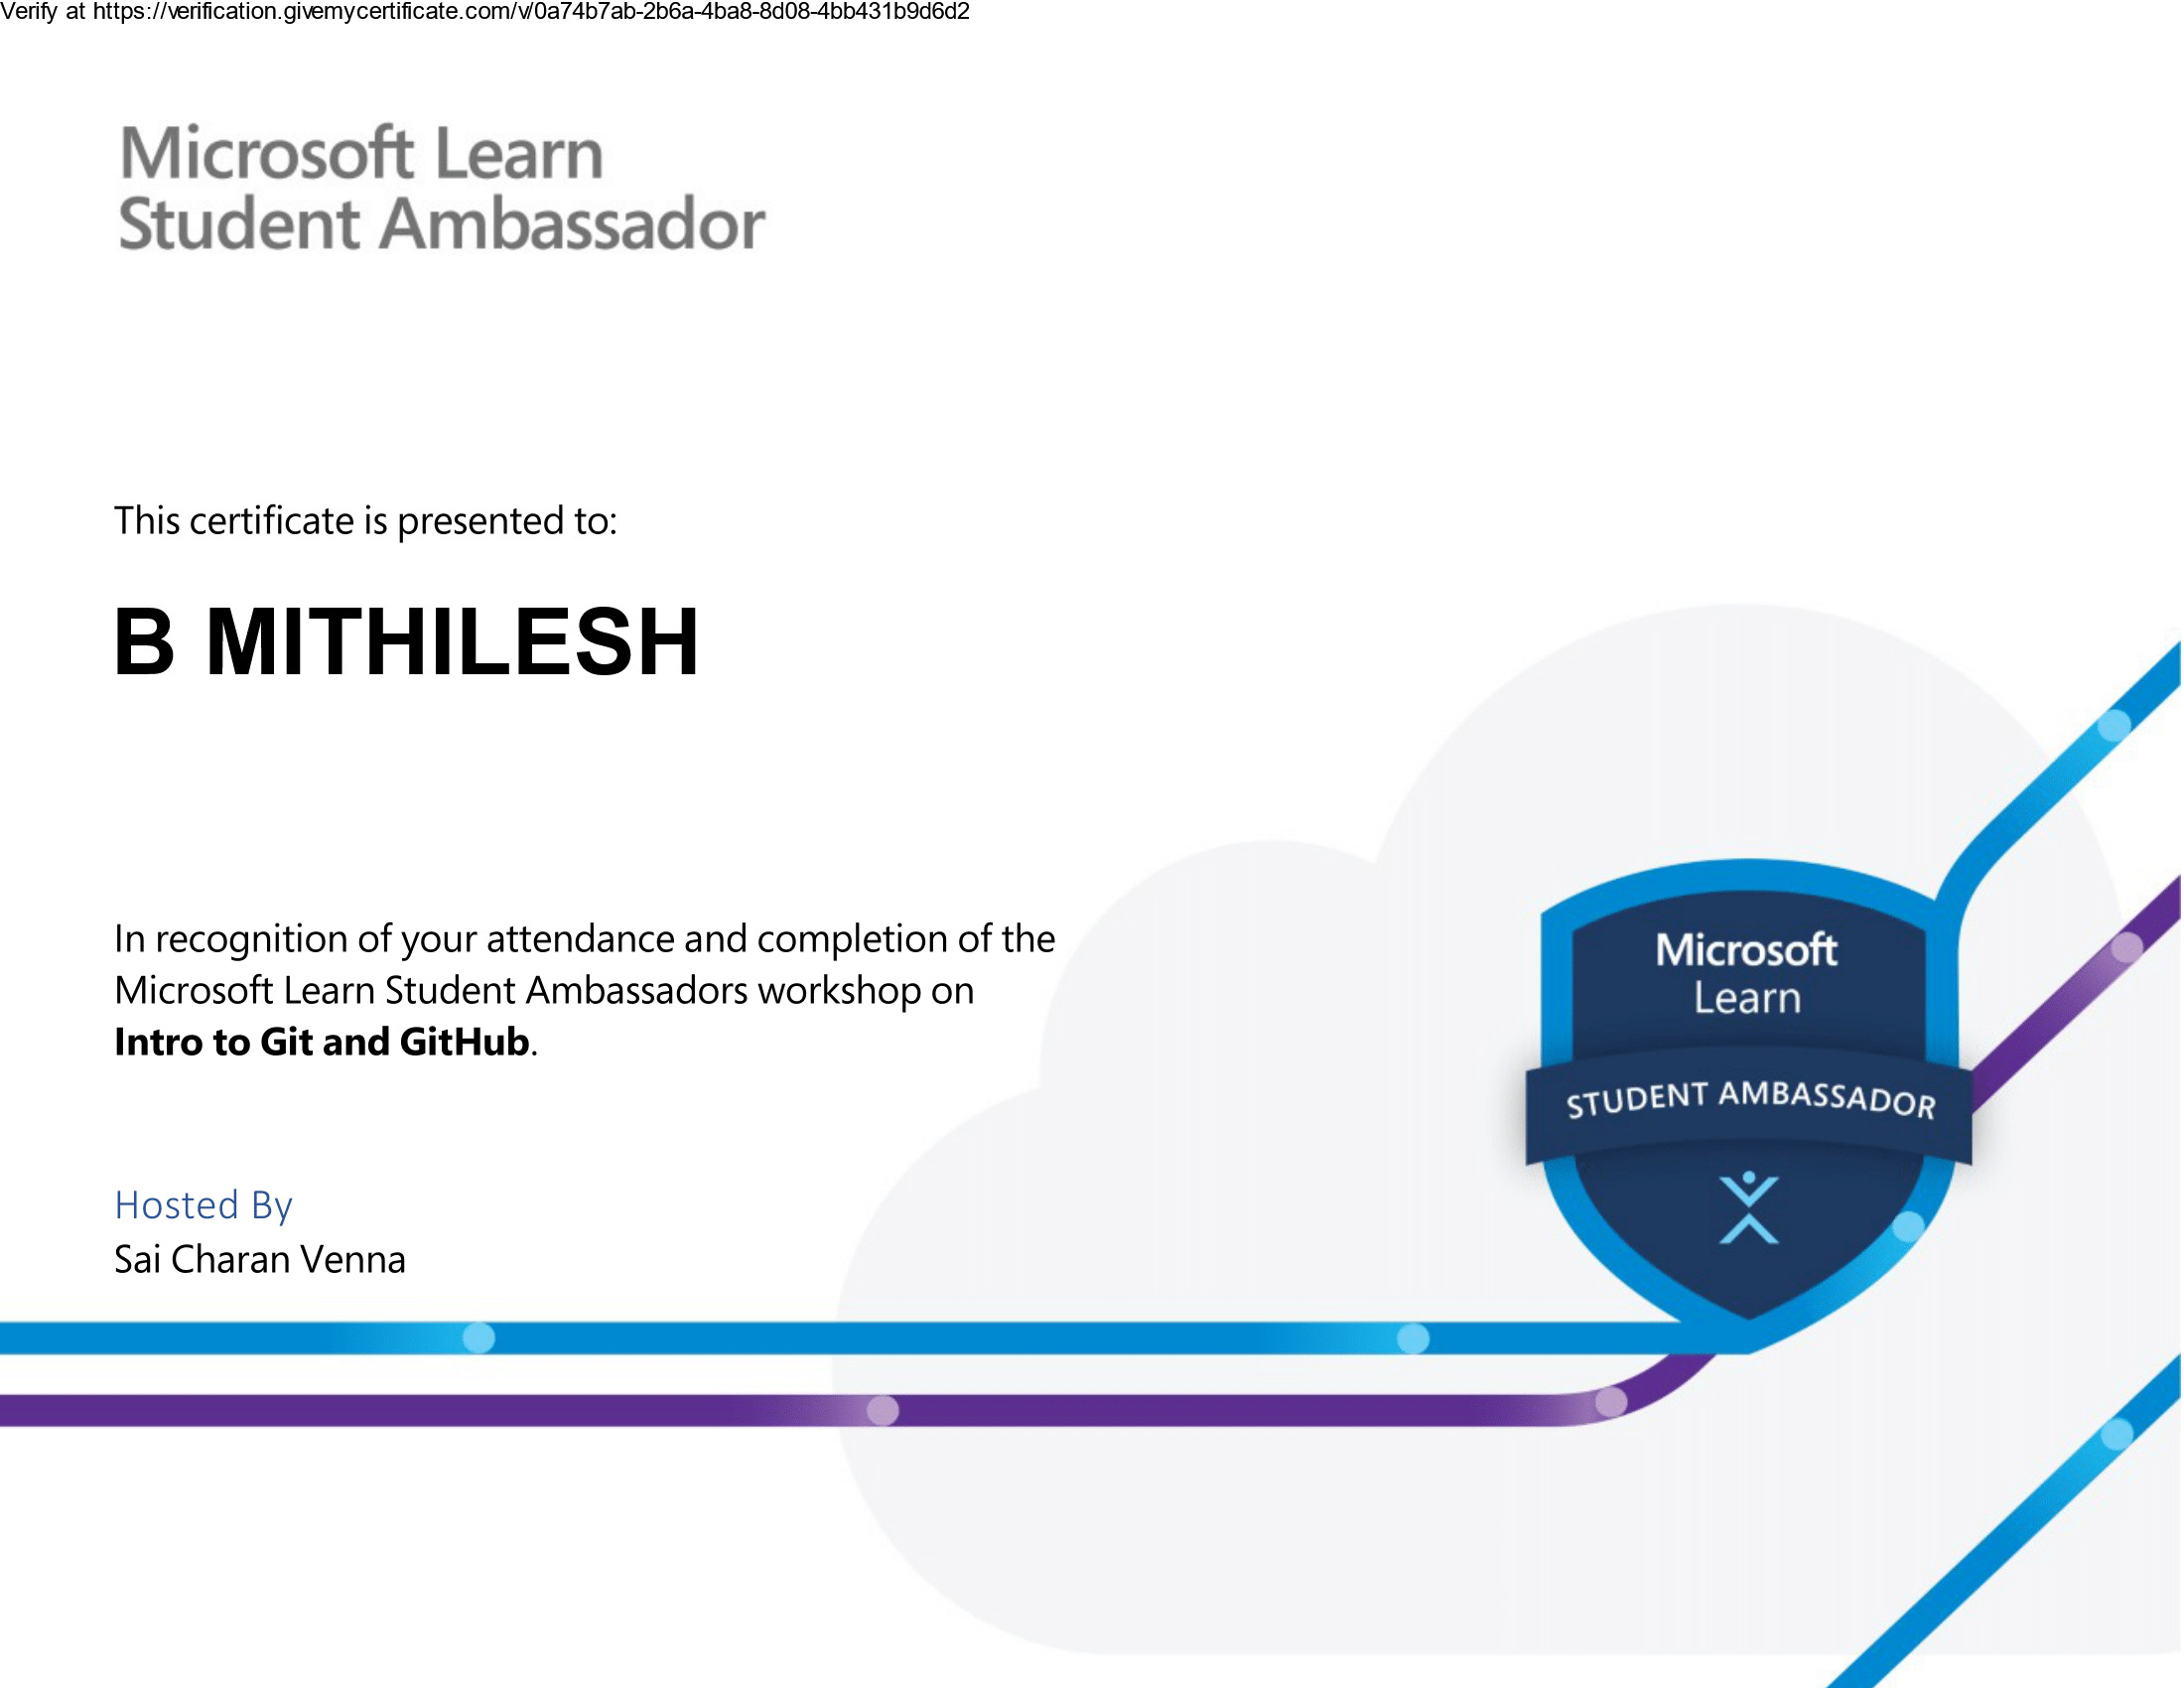 Verify at https://verification.givemycertificate.com/v/0a74b7ab-2b6a-4ba8-8d08-4bb431b9d6d2
Microsoft Learn
Student Ambassador
This certificate is presented to:
B MITHILESH
In recognition of your attendance and completion of the
Microsoft Learn Student Ambassadors workshop on
Intro to Git and GitHub.
Hosted By
Sai Charan Venna
Microsoft
Learn
STUDENT AMBASSADOR